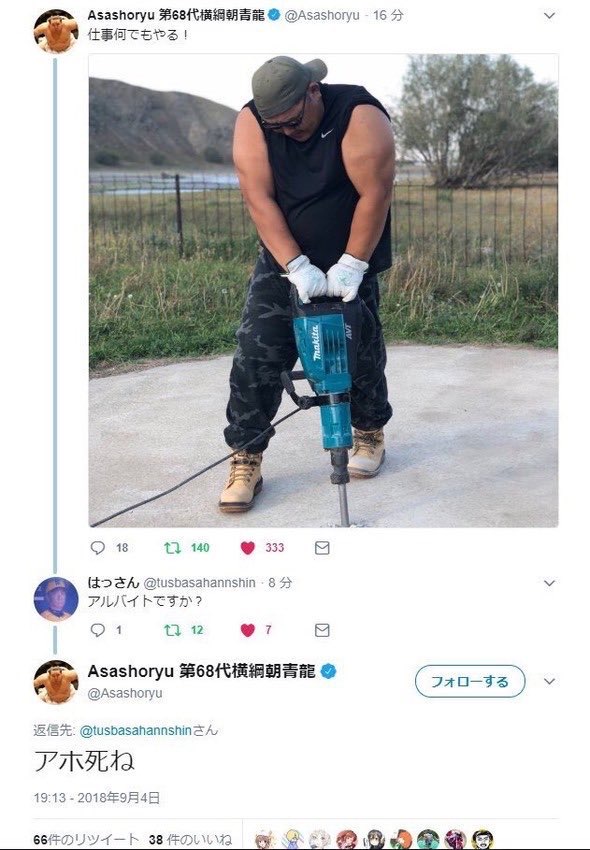 Asashoryu 第68代横綱朝青龍 @Asashoryu · 16 分
仕事何でもやる！
makita
AVT
18 140 333
はっさん @tusbasahannshin · 8 分
アルバイトですか？
1 12 7
Asashoryu 第68代横綱朝青龍
@Asashoryu
フォローする
返信先: @tusbasahannshinさん
アホ死ね
19:13 - 2018年9月4日
66件のリツイート 38 件のいいね